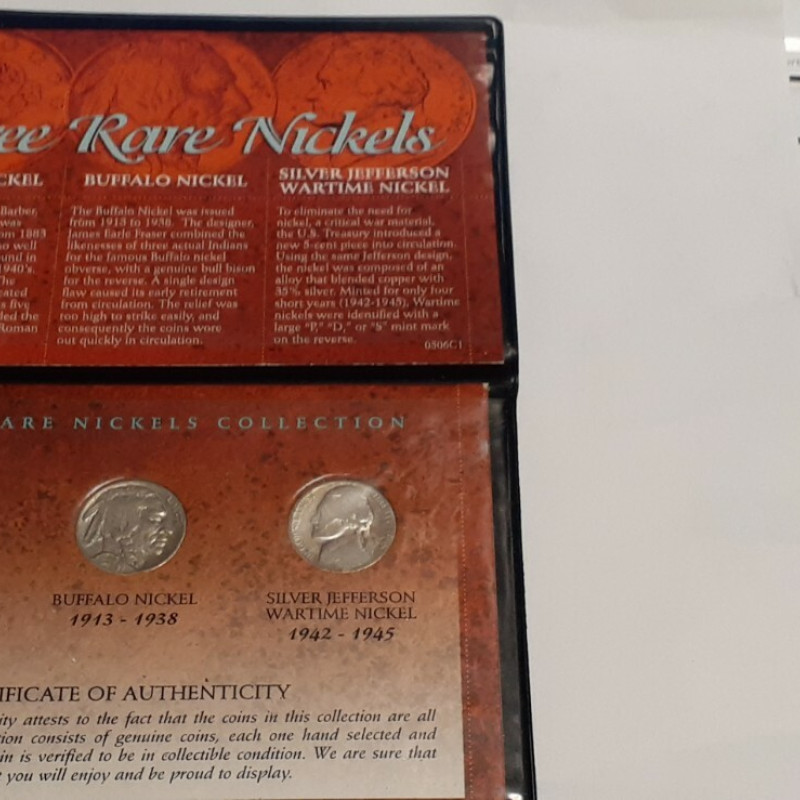 ee Rare Nickels
CKEL
Barber,
was
om 1883
o well
und in
1940's.
The
eated
s five
ded the
Roman
BUFFALO NICKEL
The Buffalo Nickel was issued
from 1913 to 1938. The designer,
James Earle Fraser combined the
likenesses of three actual Indians
for the famous Buffalo nickel
obverse, with a genuine bull bison
for the reverse. A single design
flaw caused its early retirement
from circulation. The relief was
too high to strike easily, and
consequently the coins wore
out quickly in circulation.
SILVER JEFFERSON
WARTIME NICKEL
To eliminate the need for
nickel, a critical war material,
the U.S. Treasury introduced a
new 5-cent piece into circulation.
Using the same Jefferson design,
the nickel was composed of an
alloy that blended copper with
35% silver. Minted for only four
short years (1942-1945), Wartime
nickels were identified with a
large "P," "D," or "S" mint mark
on the reverse.
0506C1
ARE NICKELS COLLECTION
BUFFALO NICKEL
1913 - 1938
SILVER JEFFERSON
WARTIME NICKEL
1942 - 1945
IFICATE OF AUTHENTICITY
ity attests to the fact that the coins in this collection are all
tion consists of genuine coins, each one hand selected and
in is verified to be in collectible condition. We are sure that
t you will enjoy and be proud to display.